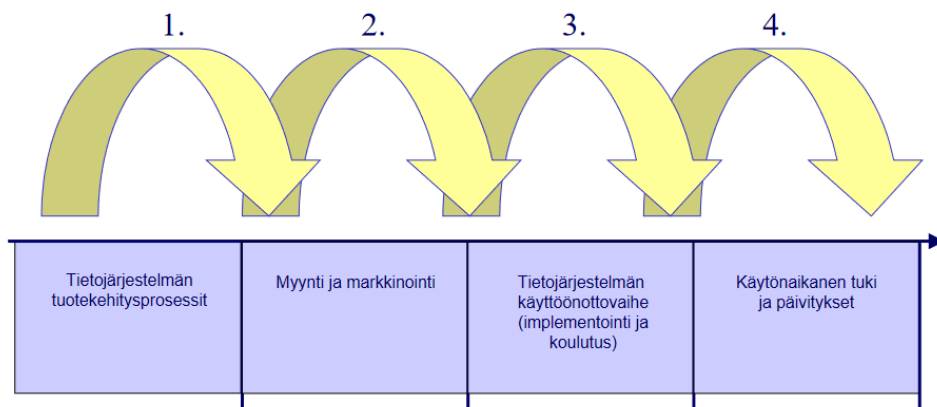 1.
2.
3.
4.
Tietojärjestelmän
tuotekehitysprosessit
Myynti ja markkinointi
Tietojärjestelmän
käyttöönottovaihe
(implementointi ja
koulutus)
Käytönaikanen tuki
ja päivitykset